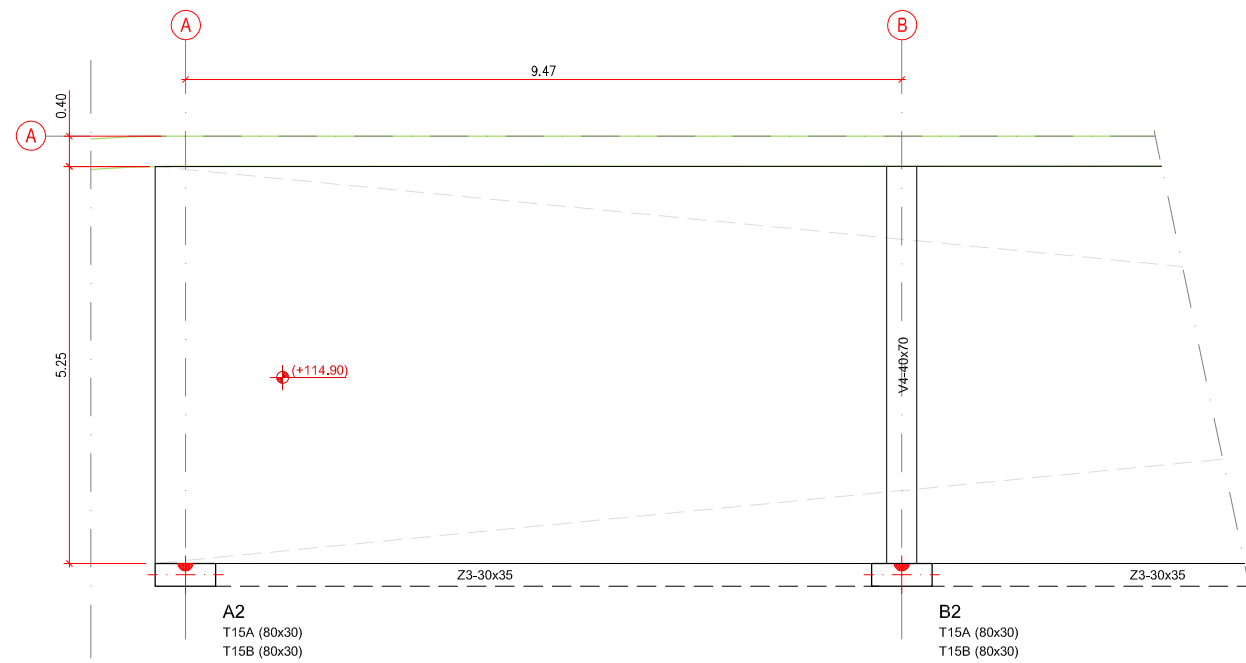 A
B
9.47
0.40
A
5.25
(+114.90)
V4-40x70
Z3-30x35
Z3-30x35
A2
T15A (80x30)
T15B (80x30)
B2
T15A (80x30)
T15B (80x30)